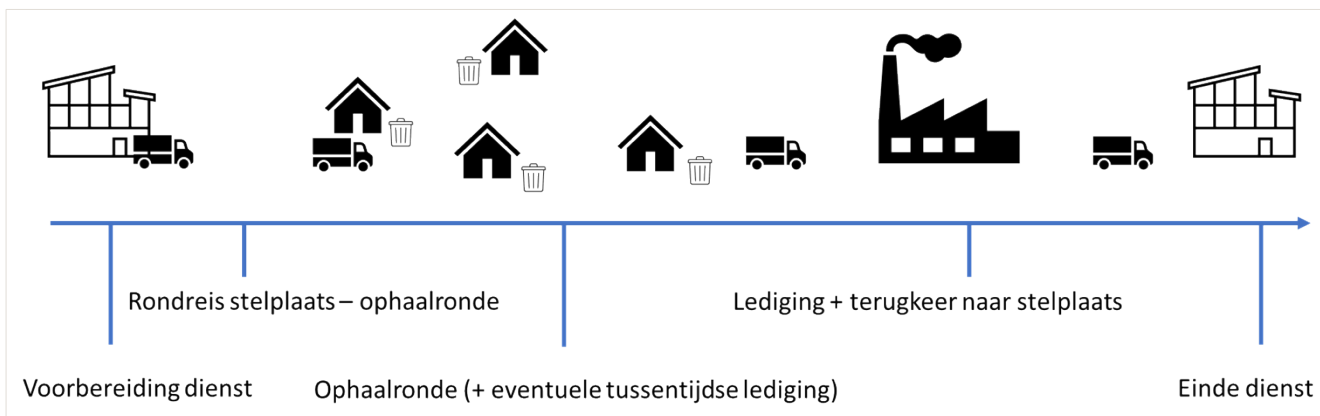 Rondreis stelplaats – ophaalronde
Lediging + terugkeer naar stelplaats
Voorbereiding dienst
Ophaalronde (+ eventuele tussentijdse lediging)
Einde dienst